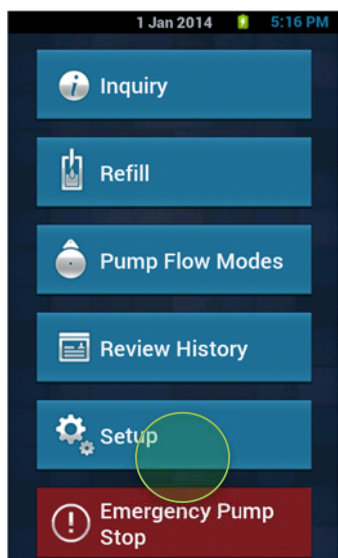 1 Jan 2014 5:16 PM
Inquiry
Refill
Pump Flow Modes
Review History
Setup
Emergency Pump
Stop